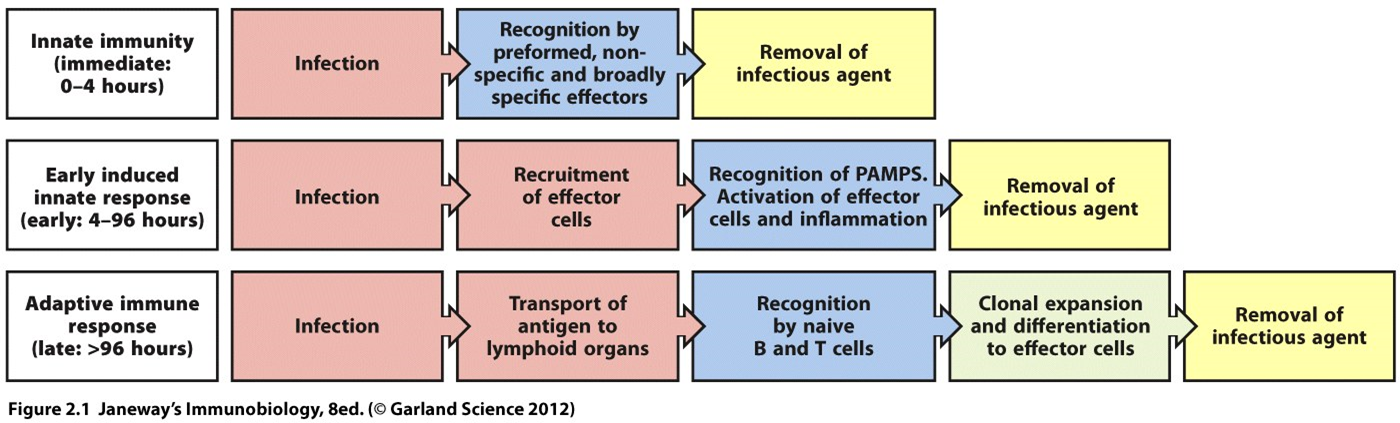 Innate immunity
(immediate:
0–4 hours)
Infection
Recognition by
preformed, non-
specific and broadly
specific effectors
Removal of
infectious agent
Early induced
innate response
(early: 4–96 hours)
Infection
Recruitment
of effector
cells
Recognition of PAMPS.
Activation of effector
cells and inflammation
Removal of
infectious agent
Adaptive immune
response
(late: >96 hours)
Infection
Transport of
antigen to
lymphoid organs
Recognition
by naive
B and T cells
Clonal expansion
and differentiation
to effector cells
Removal of
infectious agent
Figure 2.1 Janeway’s Immunobiology, 8ed. (© Garland Science 2012)